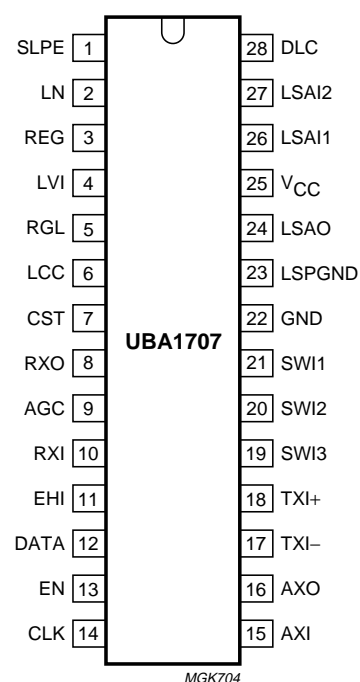 SLPE 1 28 DLC
LN 2 27 LSAI2
REG 3 26 LSAI1
LVI 4 25 VCC
RGL 5 24 LSAO
LCC 6 23 LSPGND
CST 7 22 GND
UBA1707
RXO 8 21 SWI1
AGC 9 20 SWI2
RXI 10 19 SWI3
EHI 11 18 TXI+
DATA 12 17 TXI−
EN 13 16 AXO
CLK 14 15 AXI
MGK704